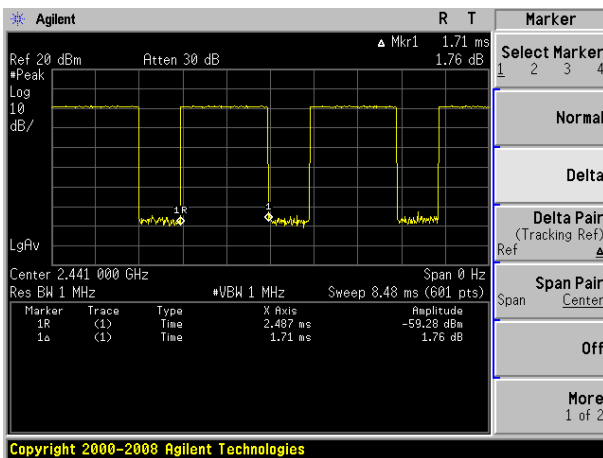 Agilent R T
Δ Mkr1 1.71 ms
Ref 20 dBm Atten 30 dB 1.76 dB
#Peak
Log
10
dB/
1R
1
LgAv
Center 2.441 000 GHz Span 0 Hz
Res BW 1 MHz #VBW 1 MHz Sweep 8.48 ms (601 pts)
Marker Trace Type X Axis Amplitude
1R (1) Time 2.487 ms -59.28 dBm
1Δ (1) Time 1.71 ms 1.76 dB
Copyright 2000-2008 Agilent Technologies
Marker
Select Marker
1 2 3 4
Normal
Delta
Delta Pair
(Tracking Ref)
Ref Δ
Span Pair
Span Center
Off
More
1 of 2